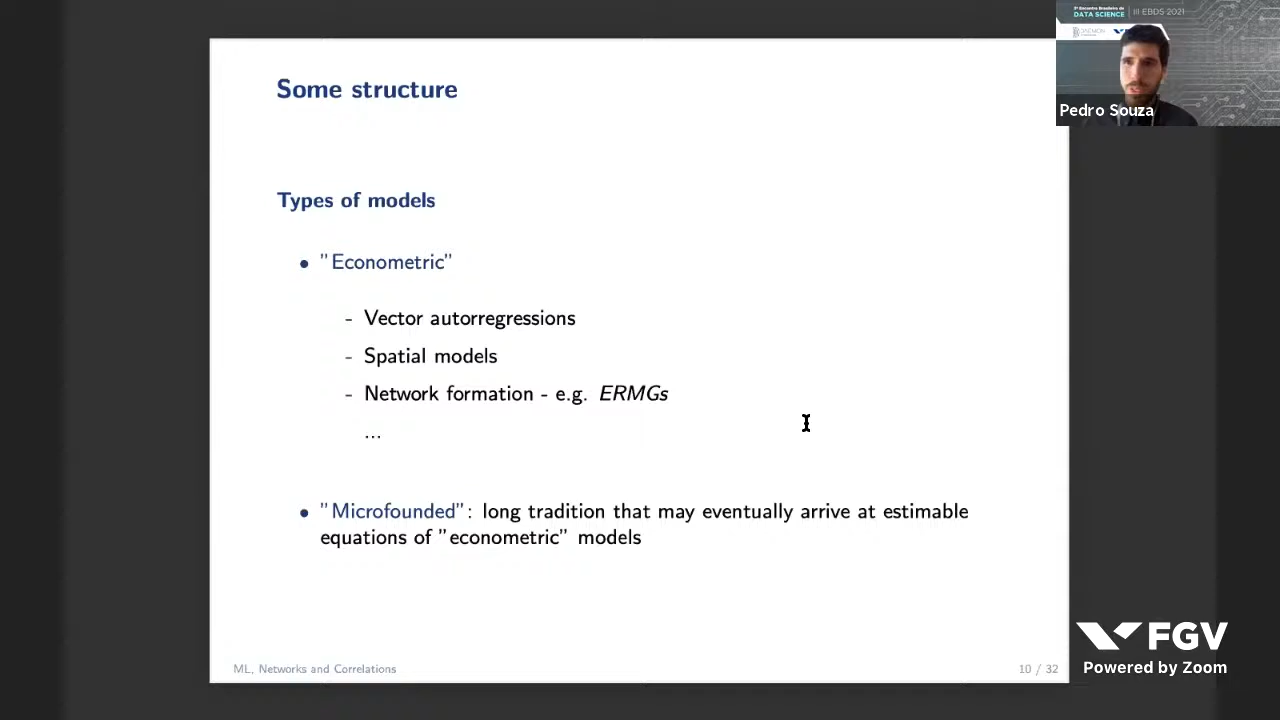 Some structure
Types of models
• "Econometric"
- Vector autorregressions
- Spatial models
- Network formation - e.g. ERMGs
...
• "Microfounded": long tradition that may eventually arrive at estimable
equations of "econometric" models
ML, Networks and Correlations
10 / 32
DATA SCIENCE
III EBDS 2021
Pedro Souza
FGV
Powered by Zoom